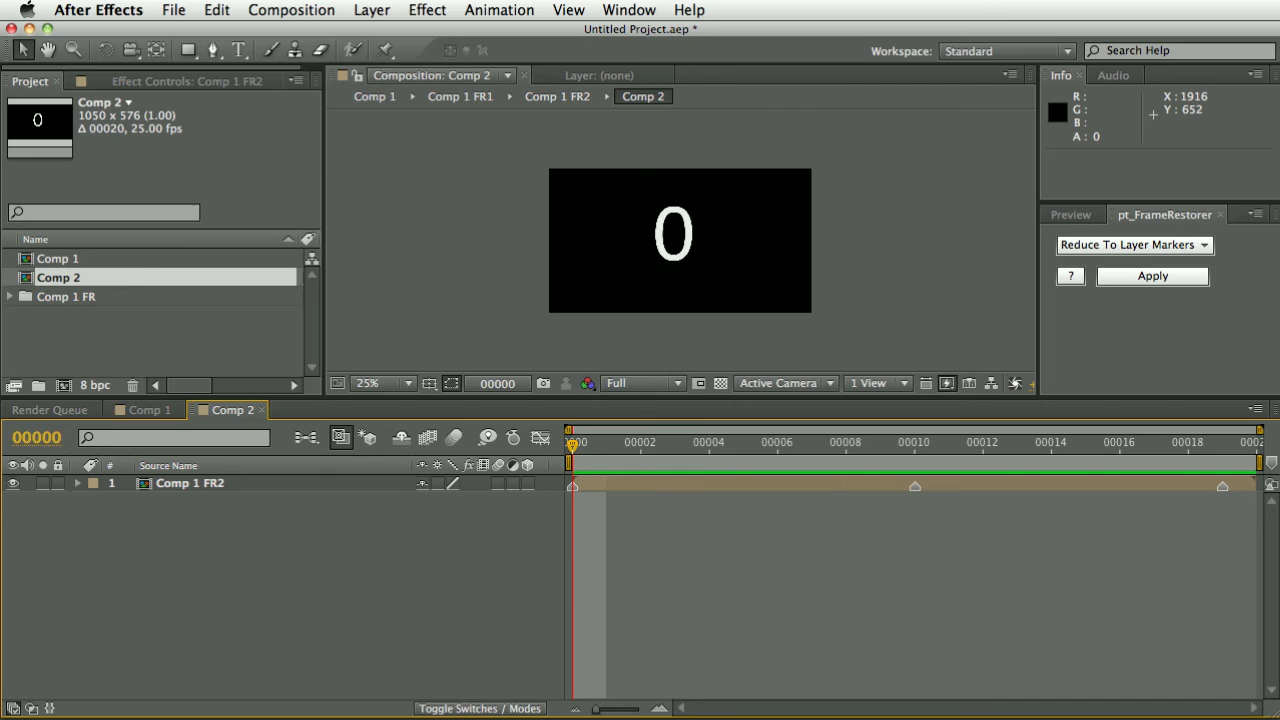 After Effects File Edit Composition Layer Effect Animation View Window Help
Untitled Project.aep *
Workspace: Standard Search Help
Project Effect Controls: Comp 1 FR2
Comp 2
1050 x 576 (1.00)
Δ 00020, 25.00 fps
0
Name
Comp 1
Comp 2
Comp 1 FR
8 bpc
Composition: Comp 2 Layer: (none)
Comp 1 Comp 1 FR1 Comp 1 FR2 Comp 2
0
25% 00000 Full Active Camera 1 View
Info Audio
R : X : 1916
G : Y : 652
B :
A : 0
Preview pt_FrameRestorer
Reduce To Layer Markers
? Apply
Render Queue Comp 1 Comp 2
00000
00002 00004 00006 00008 00010 00012 00014 00016 00018
# Source Name
1 Comp 1 FR2
Toggle Switches / Modes